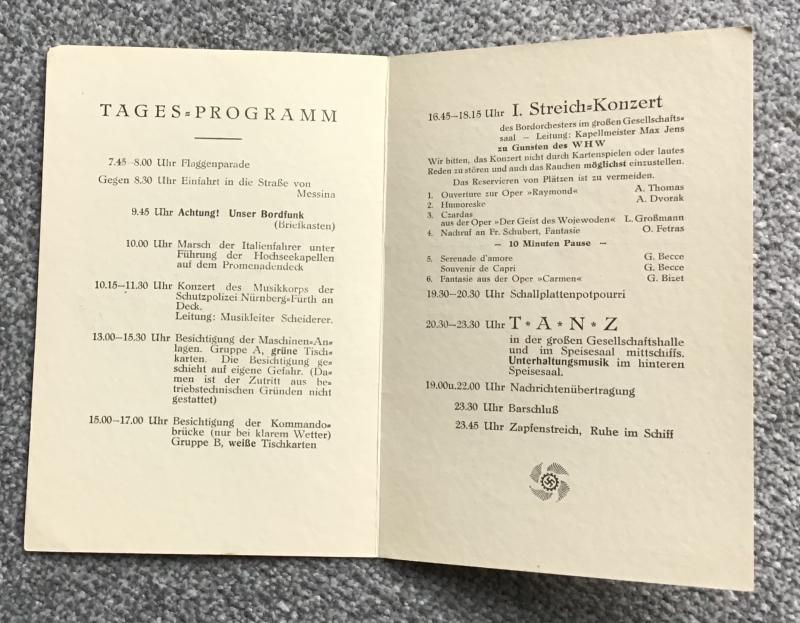 TAGES=PROGRAMM
7.45–8.00 Uhr Flaggenparade
Gegen 8.30 Uhr Einfahrt in die Straße von
Messina
9.45 Uhr Achtung! Unser Bordfunk
(Briefkasten)
10.00 Uhr Marsch der Italienfahrer unter
Führung der Hochseekapellen
auf dem Promenadendeck
10.15–11.30 Uhr Konzert des Musikkorps der
Schutzpolizei Nürnberg=Fürth an
Deck.
Leitung: Musikleiter Scheiderer.
13.00–15.30 Uhr Besichtigung der Maschinen=An=
lagen. Gruppe A, grüne Tisch=
karten. Die Besichtigung ge=
schieht auf eigene Gefahr. (Da=
men ist der Zutritt aus be=
triebstechnischen Gründen nicht
gestattet)
15.00–17.00 Uhr Besichtigung der Kommando=
brücke (nur bei klarem Wetter)
Gruppe B, weiße Tischkarten
16.45–18.15 Uhr I. Streich=Konzert
des Bordorchesters im großen Gesellschafts=
saal – Leitung: Kapellmeister Max Jens
zu Gunsten des WHW
Wir bitten, das Konzert nicht durch Kartenspielen oder lautes
Reden zu stören und auch das Rauchen möglichst einzustellen.
Das Reservieren von Plätzen ist zu vermeiden.
1. Ouverture zur Oper »Raymond« A. Thomas
2. Humoreske A. Dvorak
3. Czardas
aus der Oper »Der Geist des Wojewoden« L. Großmann
4. Nachruf an Fr. Schubert, Fantasie O. Fetras
– 10 Minuten Pause –
5. Serenade d'amore G. Becce
Souvenir de Capri G. Becce
6. Fantasie aus der Oper »Carmen« G. Bizet
19.30–20.30 Uhr Schallplattenpotpourri
20.30–23.30 Uhr T * A * N * Z
in der großen Gesellschaftshalle
und im Speisesaal mittschiffs.
Unterhaltungsmusik im hinteren
Speisesaal.
19.00 u. 22.00 Uhr Nachrichtenübertragung
23.30 Uhr Barschluß
23.45 Uhr Zapfenstreich, Ruhe im Schiff